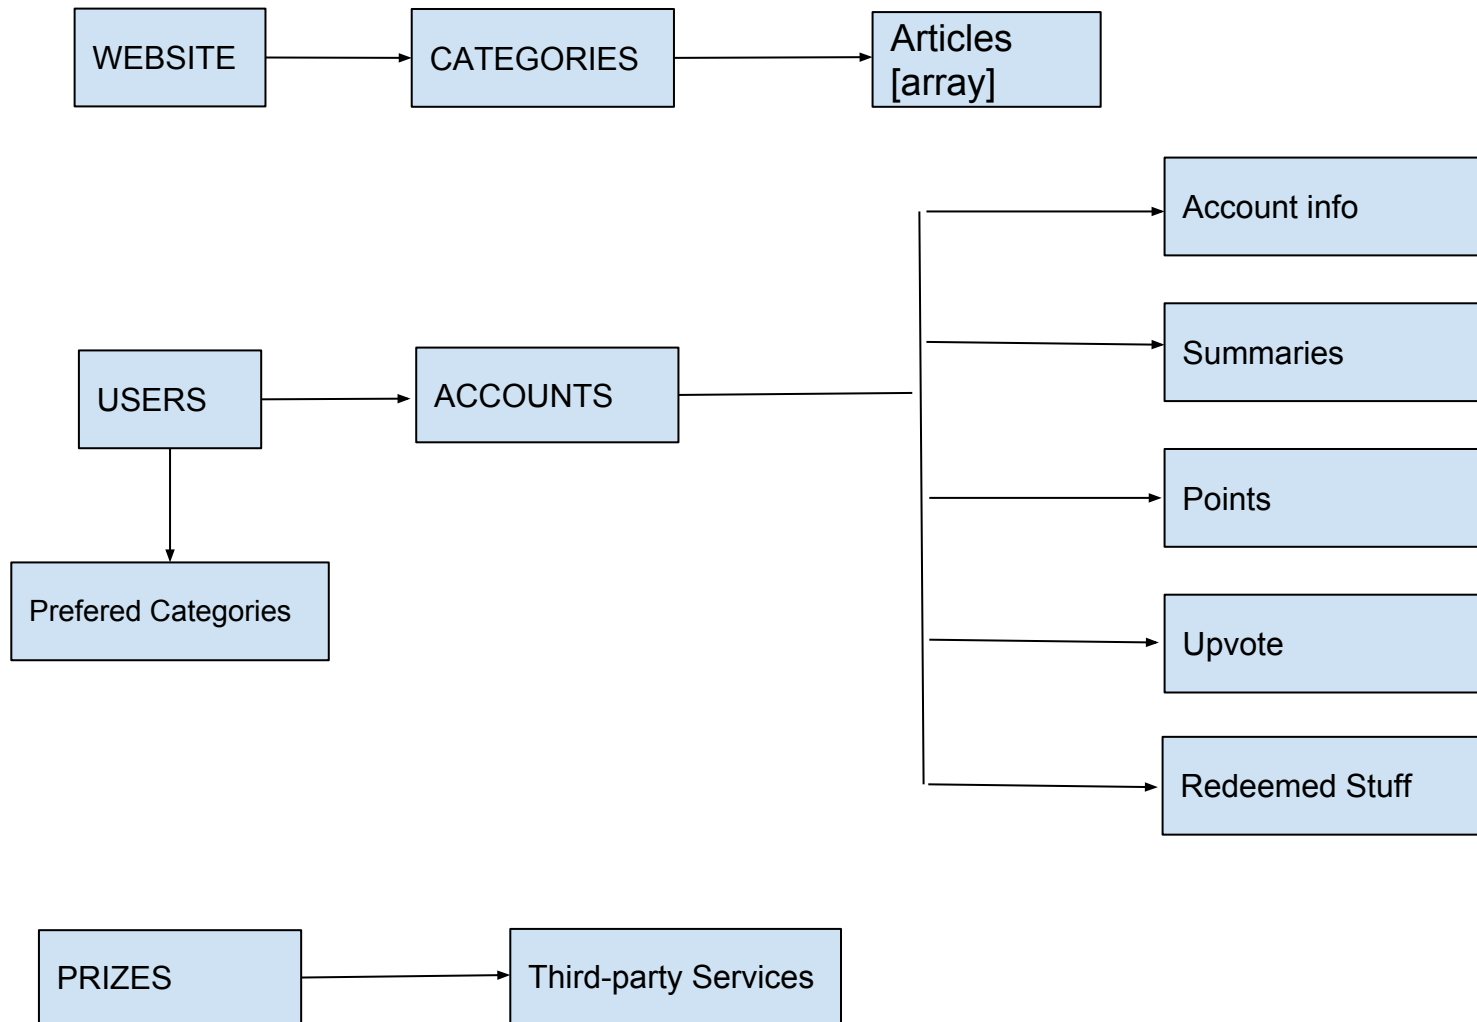 WEBSITE
CATEGORIES
Articles
[array]
Account info
Summaries
USERS
ACCOUNTS
Points
Prefered Categories
Upvote
Redeemed Stuff
PRIZES
Third-party Services